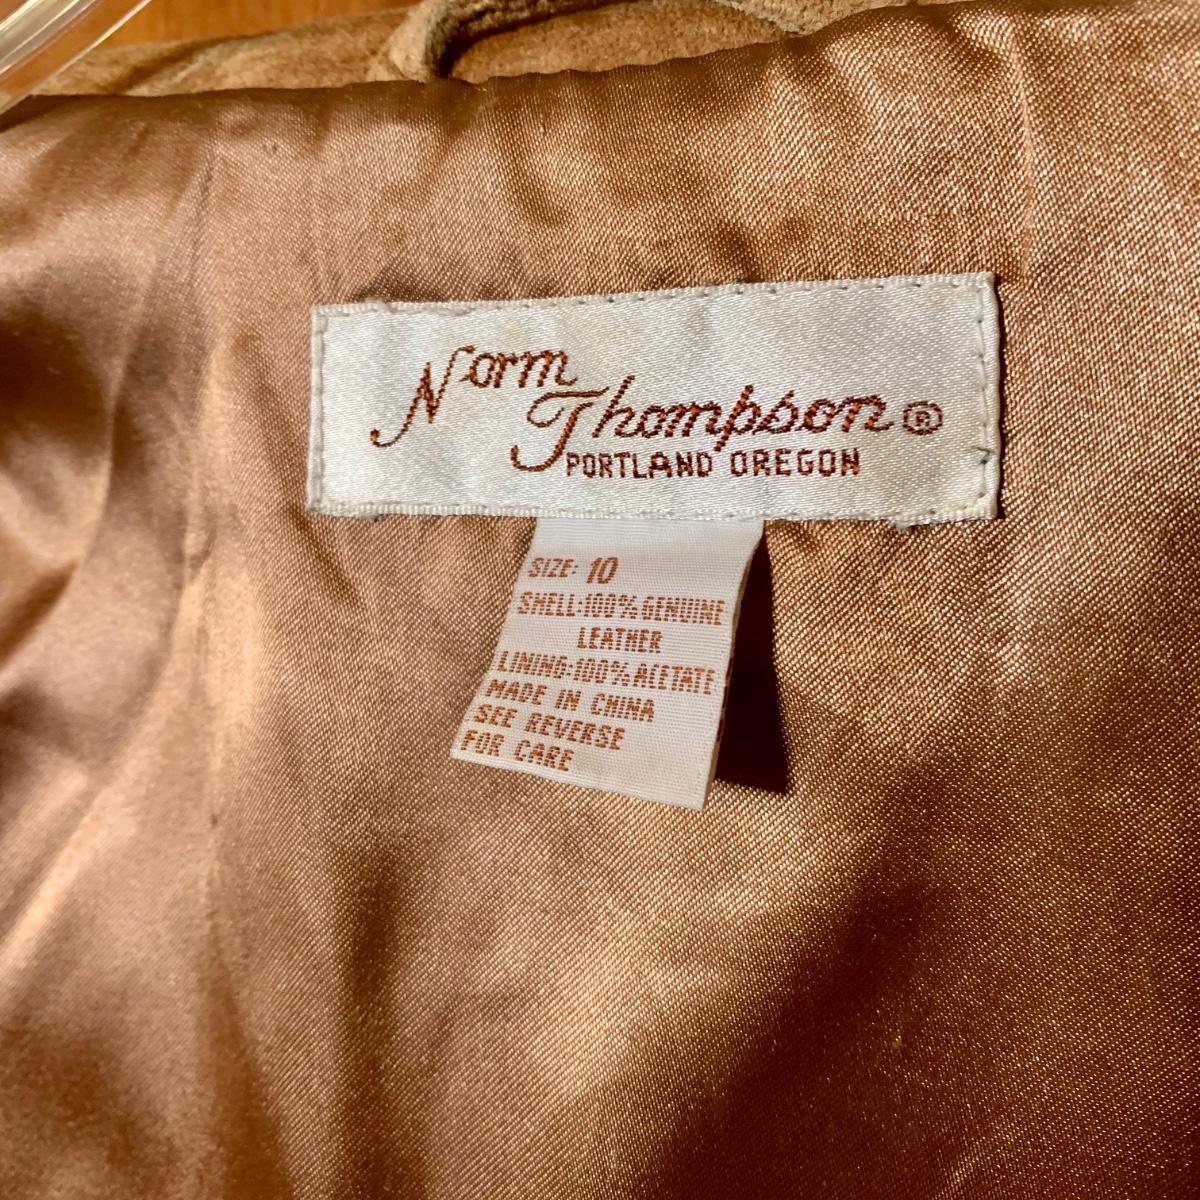 Norm
Thompson®
PORTLAND OREGON
SIZE: 10
SHELL:100% GENUINE
LEATHER
LINING:100% ACETATE
MADE IN CHINA
SEE REVERSE
FOR CARE